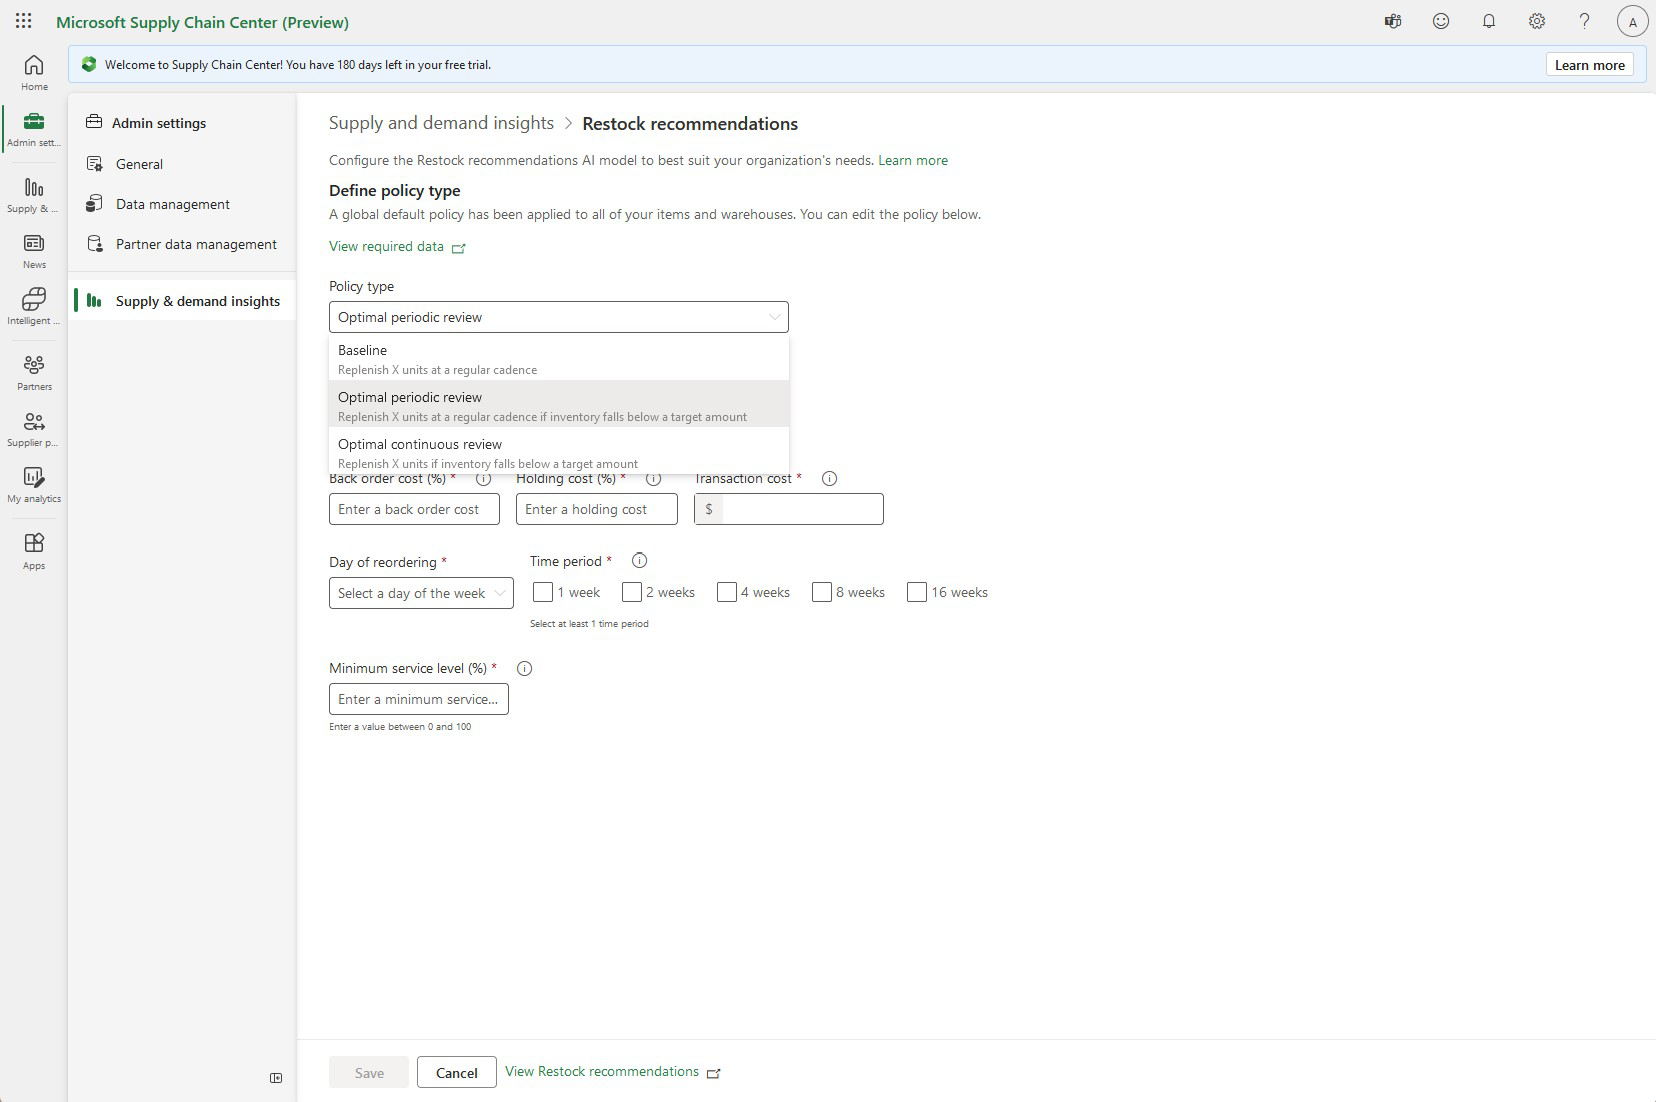 Microsoft Supply Chain Center (Preview)
A
Welcome to Supply Chain Center! You have 180 days left in your free trial.
Learn more
Home
Admin sett...
Supply & ...
News
Intelligent ...
Partners
Supplier p...
My analytics
Apps
Admin settings
General
Data management
Partner data management
Supply & demand insights
Supply and demand insights > Restock recommendations
Configure the Restock recommendations AI model to best suit your organization's needs. Learn more
Define policy type
A global default policy has been applied to all of your items and warehouses. You can edit the policy below.
View required data
Policy type
Optimal periodic review
Baseline
Replenish X units at a regular cadence
Optimal periodic review
Replenish X units at a regular cadence if inventory falls below a target amount
Optimal continuous review
Replenish X units if inventory falls below a target amount
Back order cost (%) * Holding cost (%) * Transaction cost *
Enter a back order cost Enter a holding cost $
Day of reordering * Time period *
Select a day of the week 1 week 2 weeks 4 weeks 8 weeks 16 weeks
Select at least 1 time period
Minimum service level (%) *
Enter a minimum service...
Enter a value between 0 and 100
Save Cancel View Restock recommendations